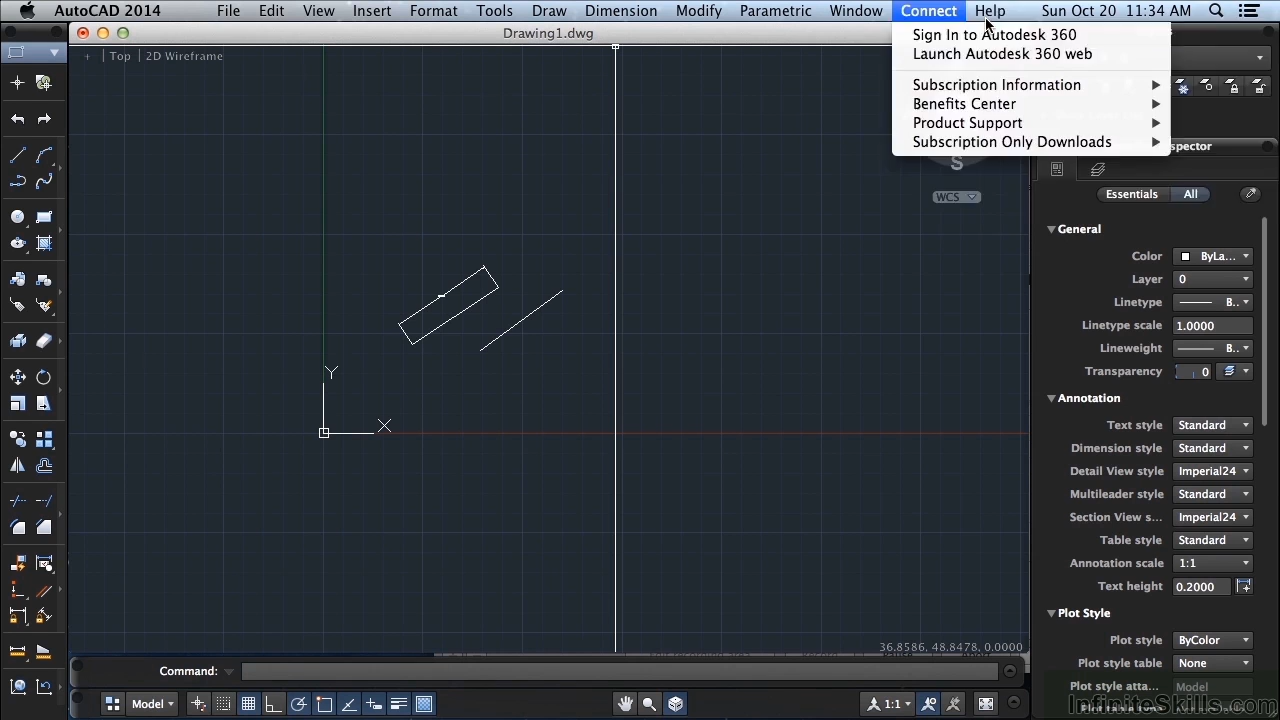 AutoCAD 2014 File Edit View Insert Format Tools Draw Dimension Modify Parametric Window Connect Help Sun Oct 20 11:34 AM
Drawing1.dwg
Sign In to Autodesk 360
Launch Autodesk 360 web
Subscription Information
Benefits Center
Product Support
Subscription Only Downloads
+ | Top | 2D Wireframe
S
WCS
Essentials All
General
Color ByLa...
Layer 0
Linetype B..
Linetype scale 1.0000
Lineweight B..
Transparency 0
Annotation
Text style Standard
Dimension style Standard
Detail View style Imperial24
Multileader style Standard
Section View s... Imperial24
Table style Standard
Annotation scale 1:1
Text height 0.2000
Plot Style
Plot style ByColor
Plot style table None
Plot style atta... Model
Y
X
36.8586, 48.8478, 0.0000
Command:
Model 1:1
InfiniteSkills.com